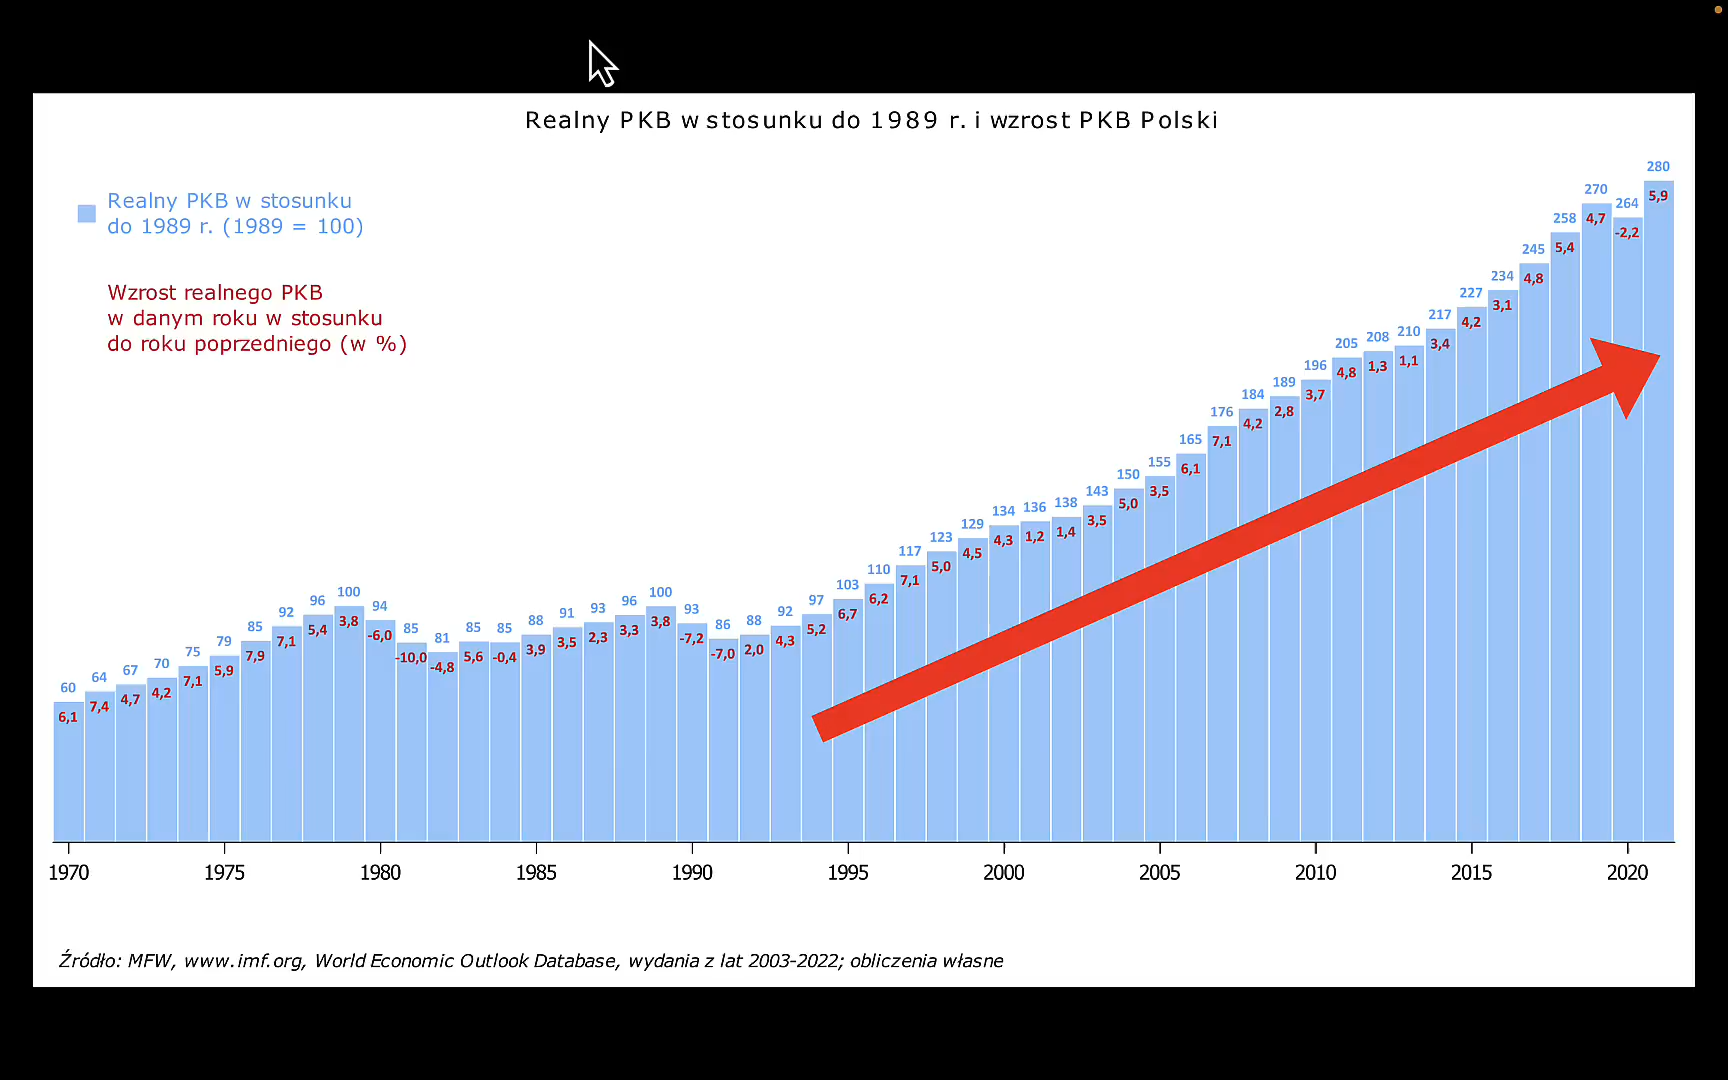 Realny PKB w stosunku do 1989 r. i wzrost PKB Polski
Realny PKB w stosunku
do 1989 r. (1989 = 100)
Wzrost realnego PKB
w danym roku w stosunku
do roku poprzedniego (w %)
60 64 67 70 75 79 85 92 96 100 94 85 81 85 85 88 91 93 96 100 93 86 88 92 97 103 110 117 123 129 134 136 138 143 150 155 165 176 184 189 196 205 208 210 217 227 234 245 258 270 264 280
6,1 7,4 4,7 4,2 7,1 5,9 7,9 7,1 5,4 3,8 -6,0 -10,0 -4,8 5,6 -0,4 3,9 3,5 2,3 3,3 3,8 -7,2 -7,0 2,0 4,3 5,2 6,7 6,2 7,1 5,0 4,5 4,3 1,2 1,4 3,5 5,0 3,5 6,1 7,1 4,2 2,8 3,7 4,8 1,3 1,1 3,4 4,2 3,1 4,8 5,4 4,7 -2,2 5,9
1970 1975 1980 1985 1990 1995 2000 2005 2010 2015 2020
Źródło: MFW, www.imf.org, World Economic Outlook Database, wydania z lat 2003-2022; obliczenia własne